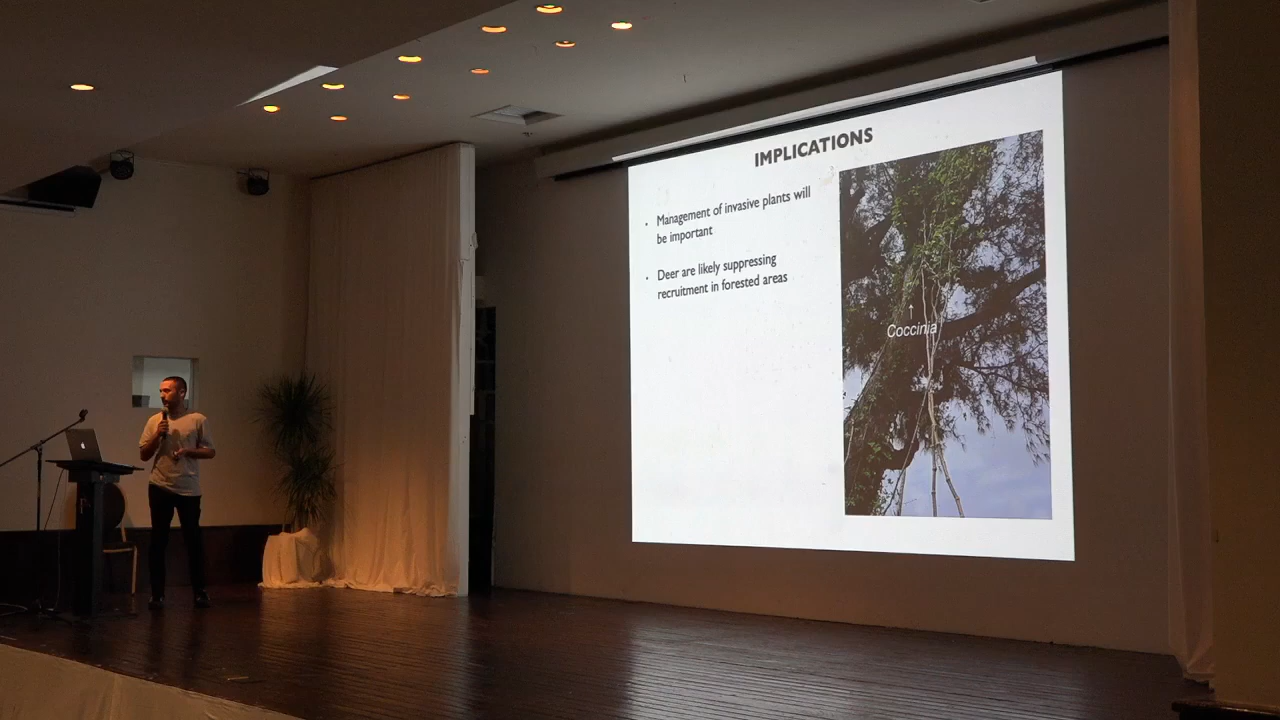 IMPLICATIONS
• Management of invasive plants will
be important
• Deer are likely suppressing
recruitment in forested areas
↑
Coccinia